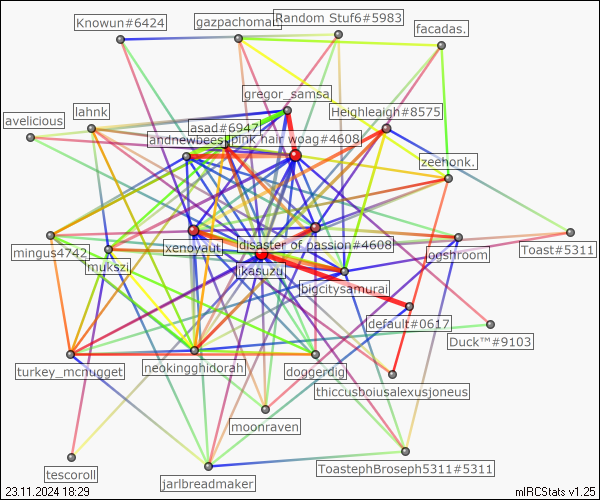 Knowun#6424
gazpachoman
Random Stuf6#5983
facadas.
gregor_samsa
lahnk
Heighleaigh#8575
avelicious
asad#6947
andnewbees
pink hair woag#4608
zeehonk.
mingus4742
mukszi
xenoyaut
disaster of passion#4608
ogshroom
Toast#5311
ikasuzu
bigcitysamurai
default#0617
Duck™#9103
turkey_mcnugget
neokingghidorah
doggerdig
thiccusboiusalexusjoneus
moonraven
tescoroll
jarlbreadmaker
ToastephBroseph5311#5311
23.11.2024 18:29
mIRCStats v1.25